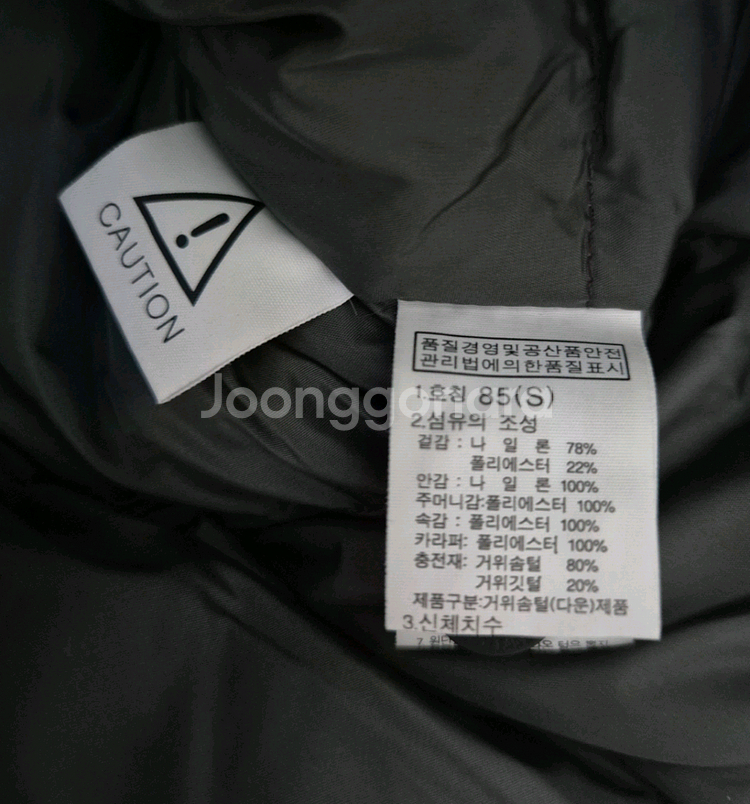 CAUTION
품질경영및공산품안전
관리법에의한품질표시
1.호칭 85(S)
2.섬유의 조성
겉감 : 나 일 론 78%
폴리에스터 22%
안감 : 나 일 론 100%
주머니감:폴리에스터 100%
속감 : 폴리에스터 100%
카라퍼: 폴리에스터 100%
충전재: 거위솜털 80%
거위깃털 20%
제품구분:거위솜털(다운)제품
3.신체치수
Joonggonara